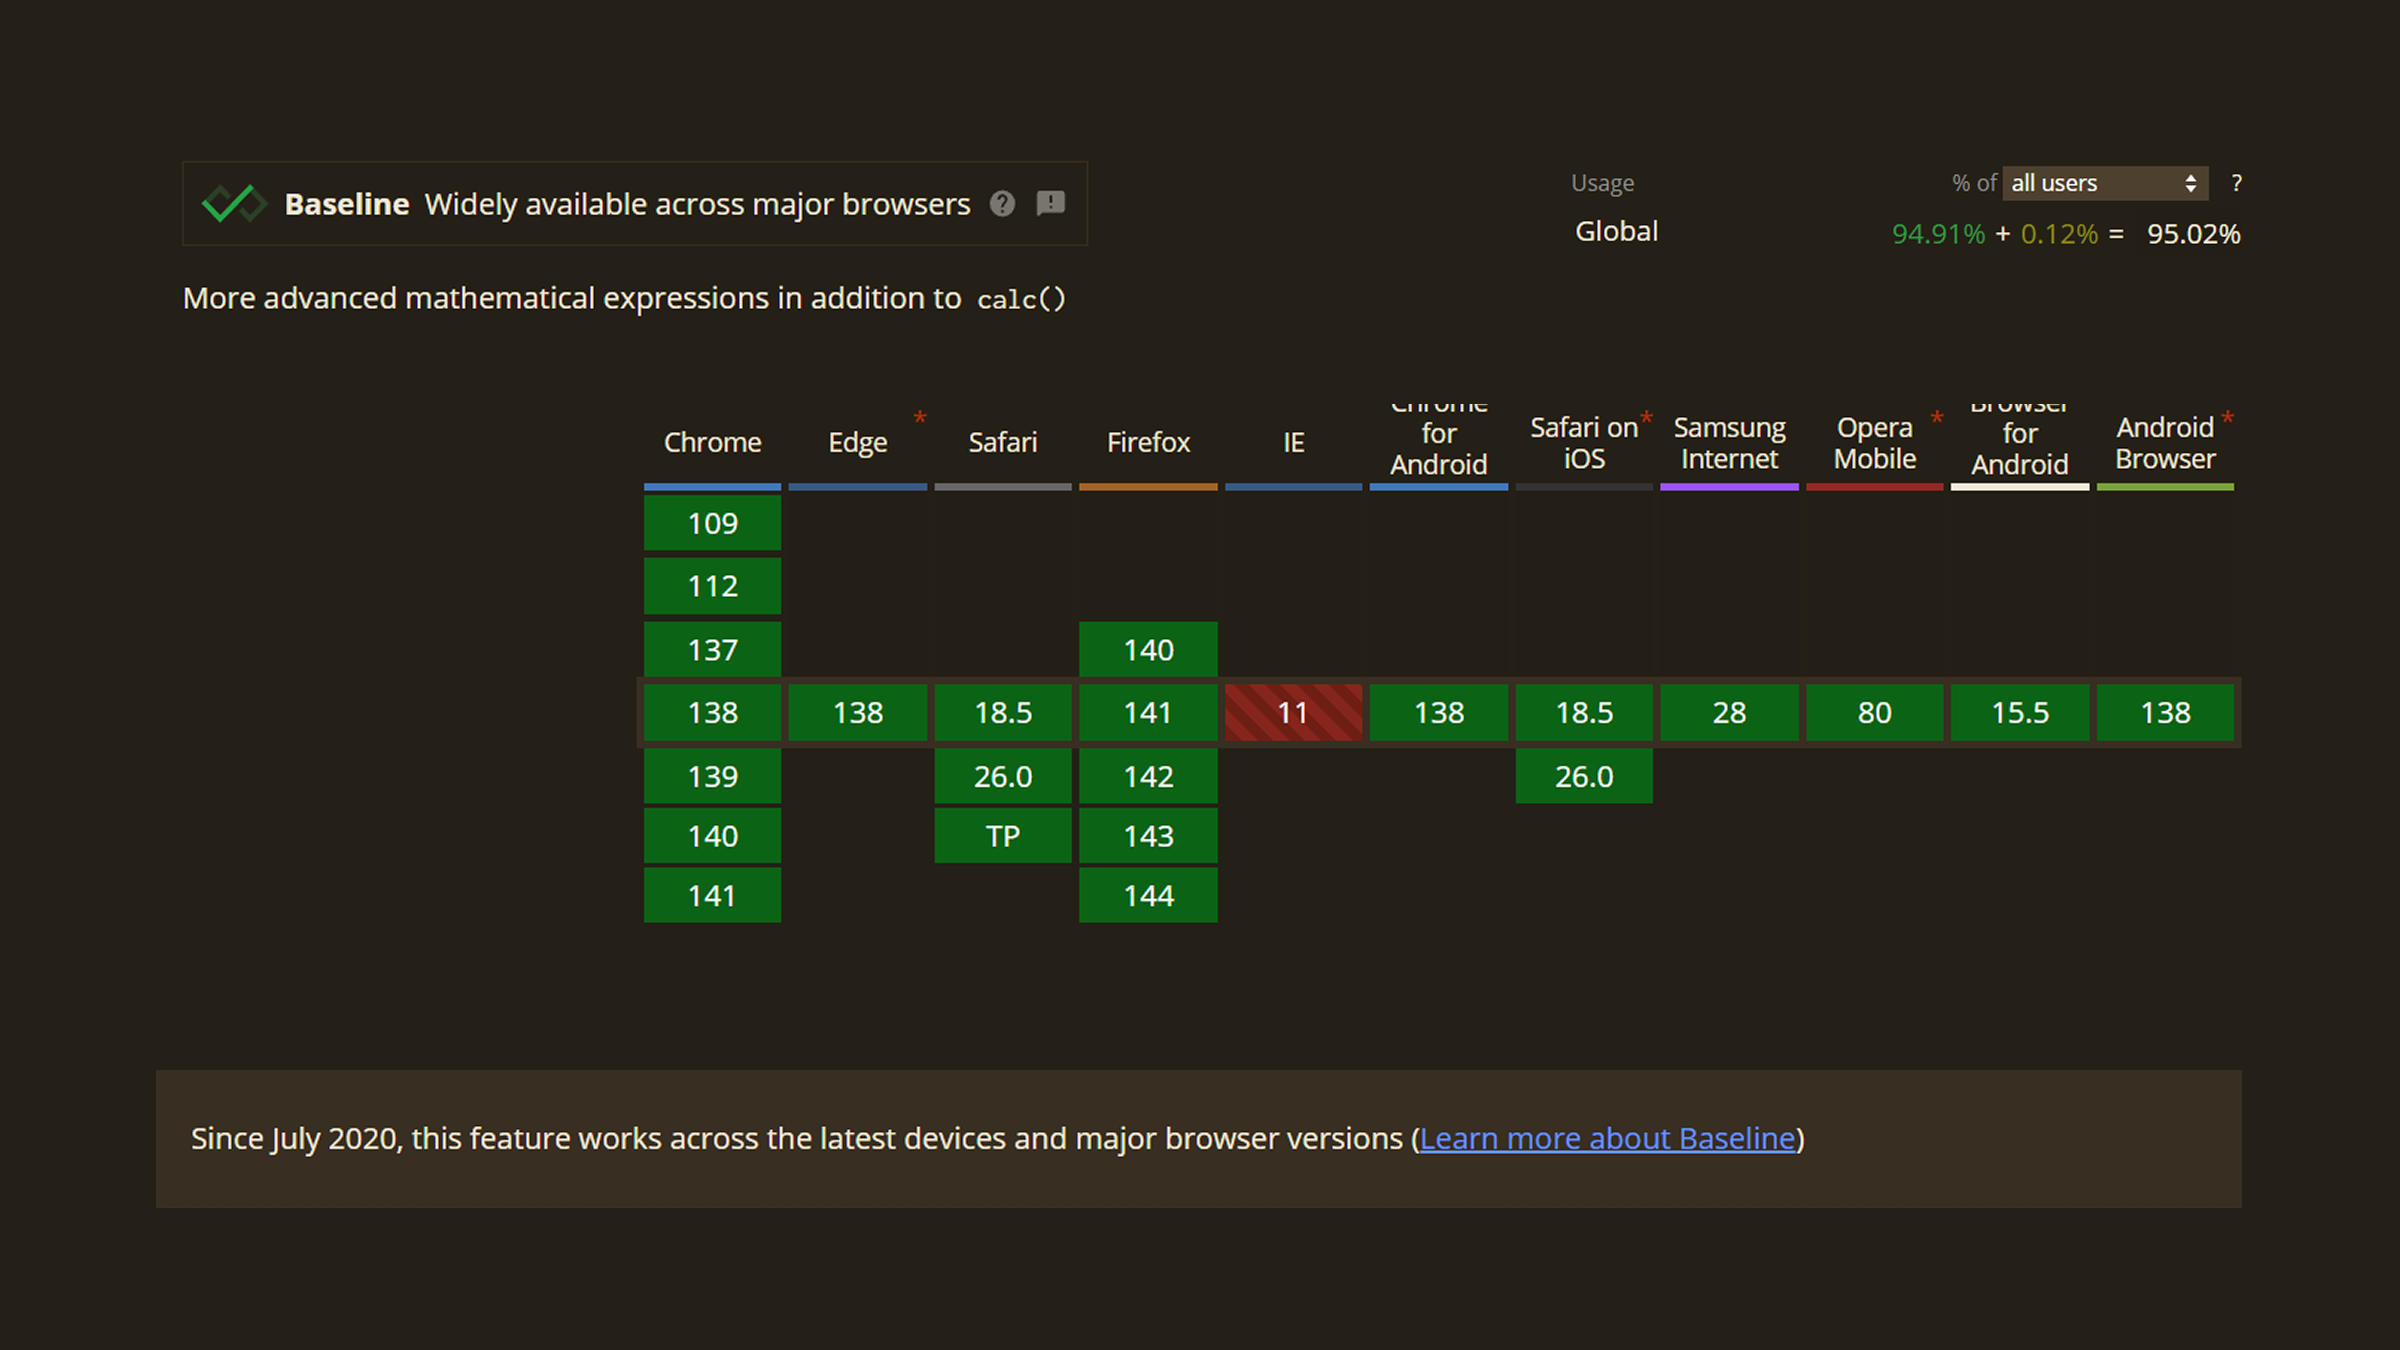 Baseline Widely available across major browsers
Usage % of all users ?
Global 94.91% + 0.12% = 95.02%
More advanced mathematical expressions in addition to calc()
Chrome Edge * Safari Firefox IE Chrome for Android Safari on iOS * Samsung Internet Opera Mobile * Browser for Android Android Browser *
109
112
137 140
138 138 18.5 141 11 138 18.5 28 80 15.5 138
139 26.0 142 26.0
140 TP 143
141 144
Since July 2020, this feature works across the latest devices and major browser versions (Learn more about Baseline)